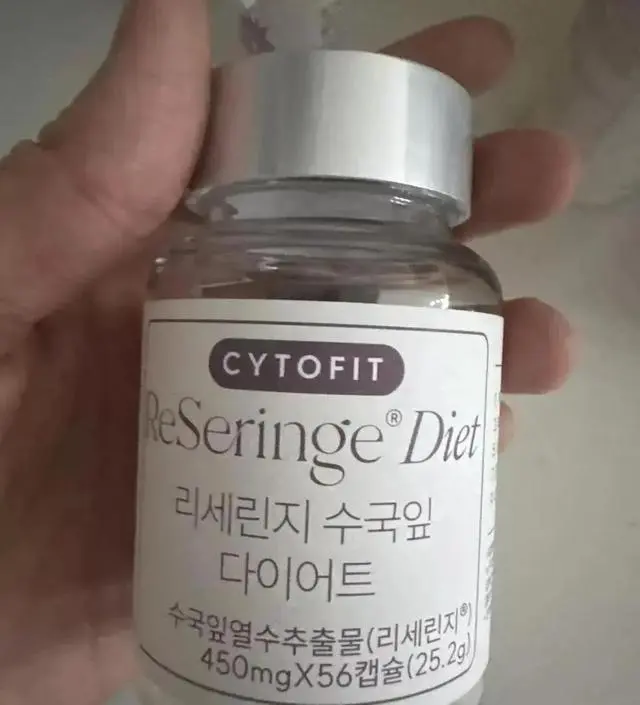 CYTOFIT
ReSeringe® Diet
리세린지 수국잎
다이어트
수국잎열수추출물(리세린지®)
450mgX56캡슐(25.2g)